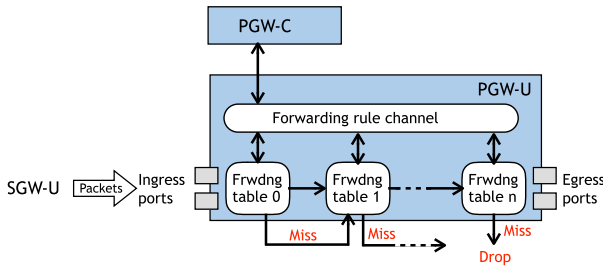 PGW-C
PGW-U
Forwarding rule channel
SGW-U
Packets
Ingress
ports
Frwdng
table 0
Frwdng
table 1
Frwdng
table n
Egress
ports
Miss
Miss
Miss
Drop